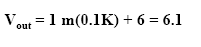 Vout = 1 m(0.1K) + 6 = 6.1